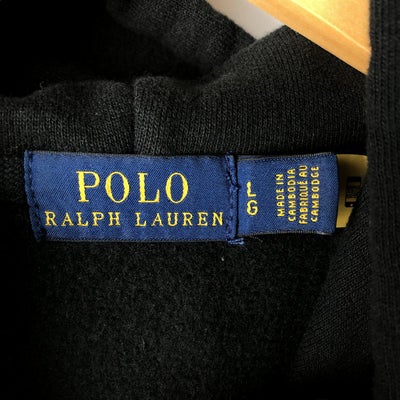 POLO
RALPH LAUREN
L
G
MADE IN
CAMBODIA
FABRIQUÉ AU
CAMBODGE